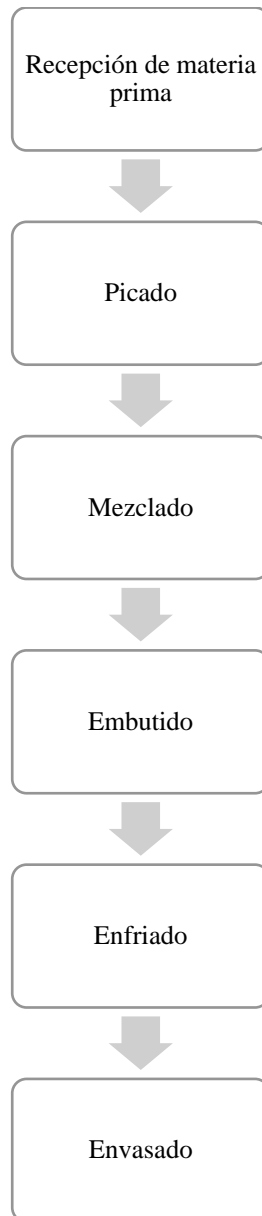 Recepción de materia
prima
Picado
Mezclado
Embutido
Enfriado
Envasado